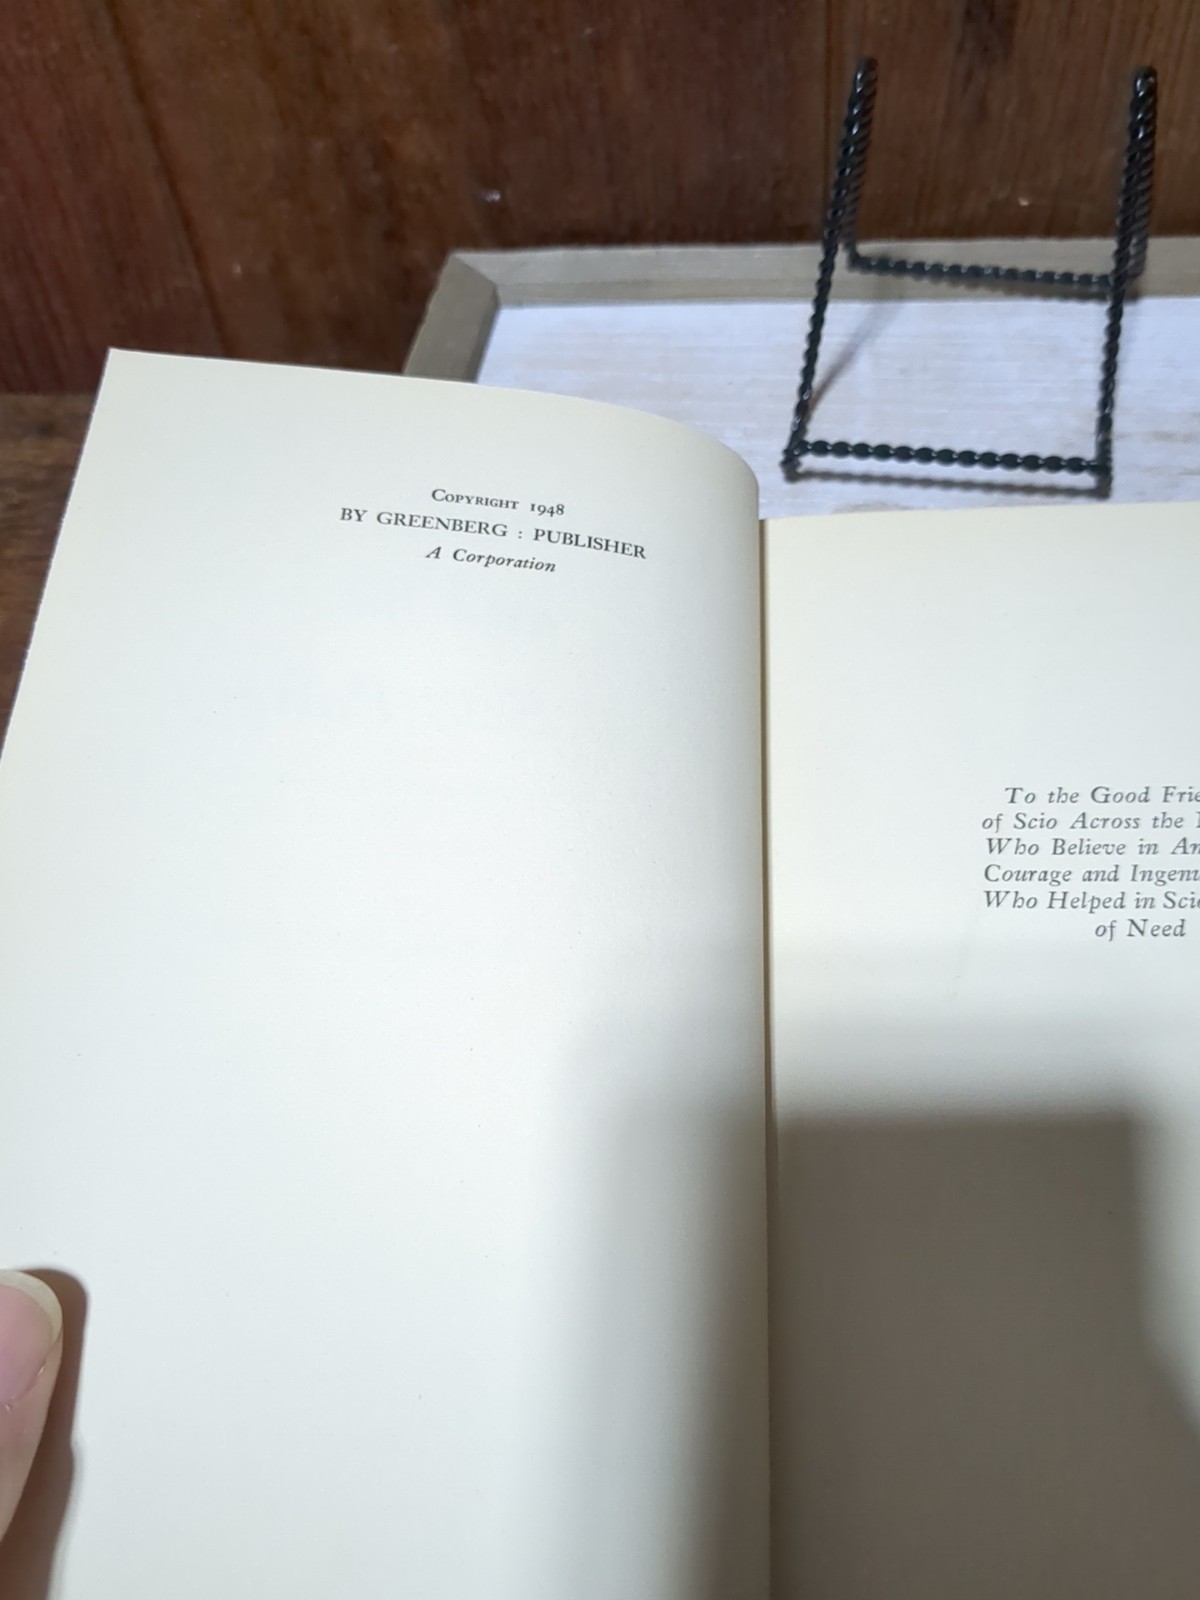 Copyright 1948
BY GREENBERG : PUBLISHER
A Corporation
To the Good
of Scio Across the
Who Believe in
Courage and
Who Helped in
of Need